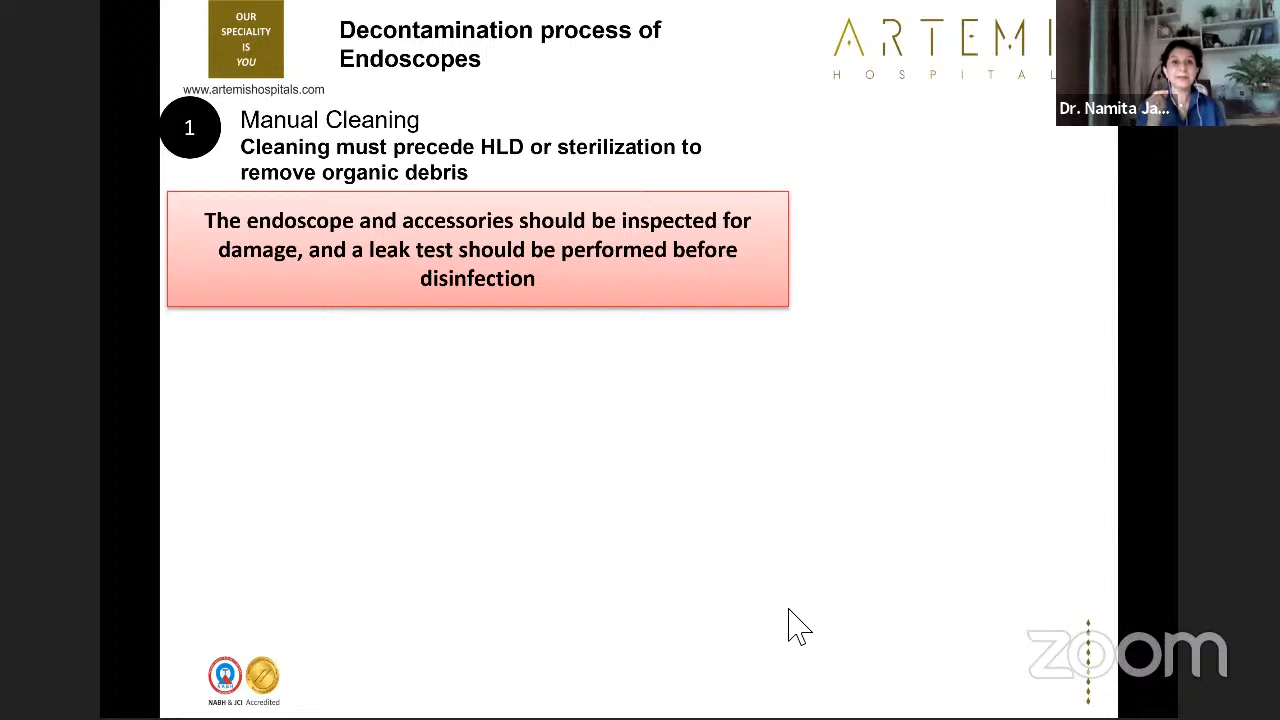 OUR
SPECIALITY
IS
YOU
www.artemishospitals.com
Decontamination process of
Endoscopes
ARTEMI
HOSPITAL
Dr. Namita Ja...
1
Manual Cleaning
Cleaning must precede HLD or sterilization to
remove organic debris
The endoscope and accessories should be inspected for
damage, and a leak test should be performed before
disinfection
NABH & JCI Accredited
zoom